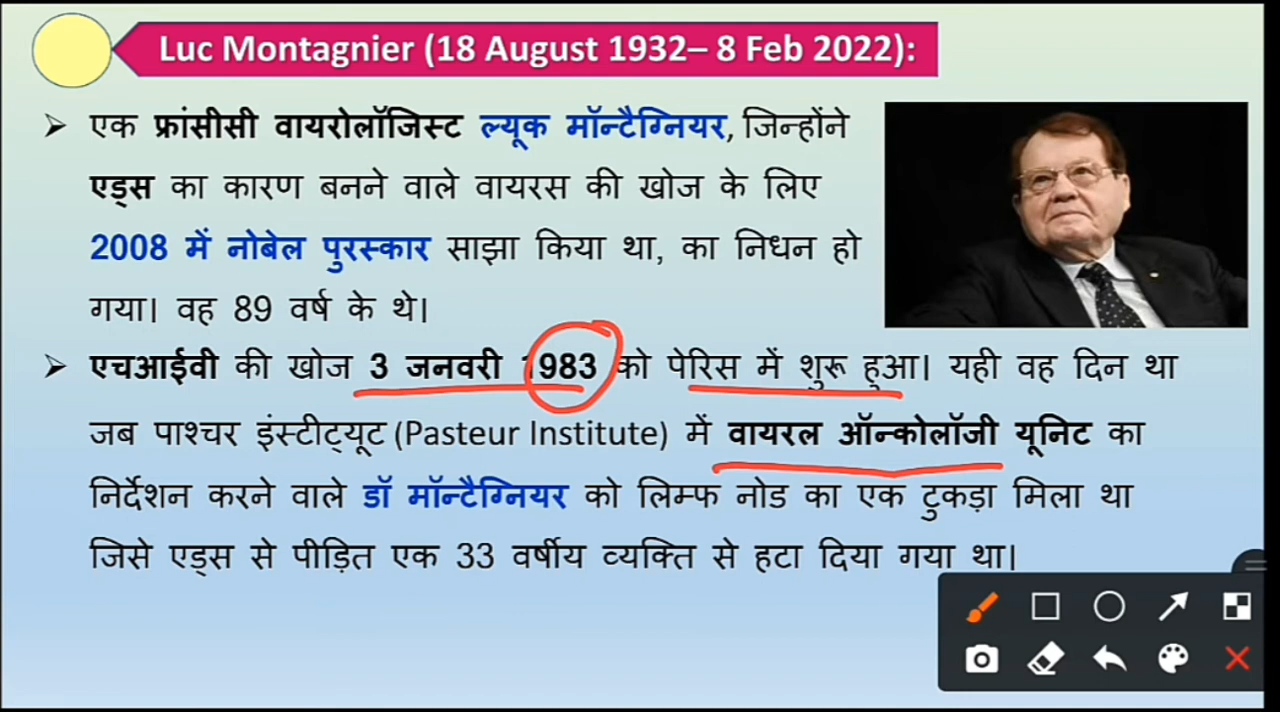 Luc Montagnier (18 August 1932– 8 Feb 2022):
➢ एक फ्रांसीसी वायरोलॉजिस्ट ल्यूक मॉन्टैग्नियर, जिन्होंने
एड्स का कारण बनने वाले वायरस की खोज के लिए
2008 में नोबेल पुरस्कार साझा किया था, का निधन हो
गया। वह 89 वर्ष के थे।
➢ एचआईवी की खोज 3 जनवरी 1983 को पेरिस में शुरू हुआ। यही वह दिन था
जब पाश्चर इंस्टीट्यूट (Pasteur Institute) में वायरल ऑन्कोलॉजी यूनिट का
निर्देशन करने वाले डॉ मॉन्टैग्नियर को लिम्फ नोड का एक टुकड़ा मिला था
जिसे एड्स से पीड़ित एक 33 वर्षीय व्यक्ति से हटा दिया गया था।